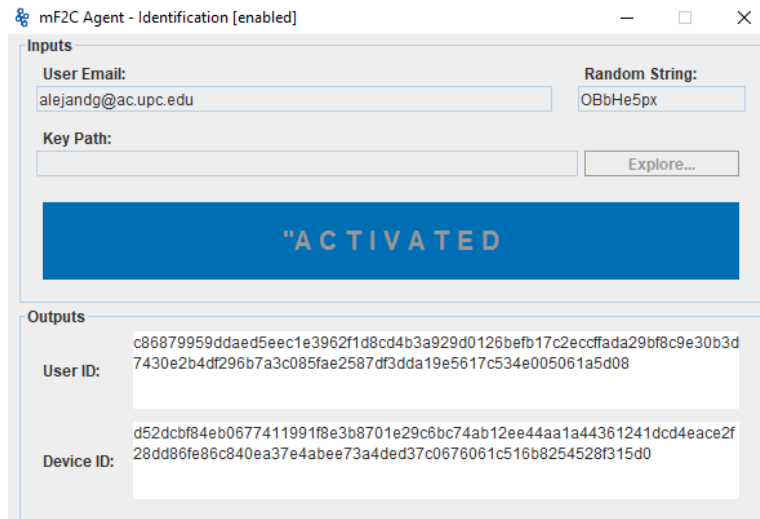 mF2C Agent - Identification [enabled]
Inputs
User Email:
Random String:
alejandg@ac.upc.edu
OBbHe5px
Key Path:
Explore...
"A C T I V A T E D
Outputs
User ID:
c86879959ddaed5eec1e3962f1d8cd4b3a929d0126befb17c2eccffada29bf8c9e30b3d
7430e2b4df296b7a3c085fae2587df3dda19e5617c534e005061a5d08
Device ID:
d52dcbf84eb0677411991f8e3b8701e29c6bc74ab12ee44aa1a44361241dcd4eace2f
28dd86fe86c840ea37e4abee73a4ded37c0676061c516b8254528f315d0